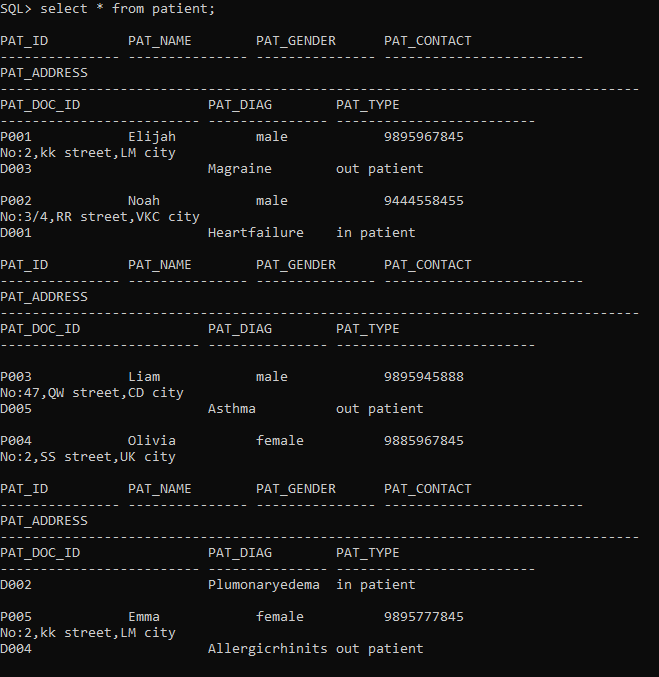 SQL> select * from patient;
PAT_ID PAT_NAME PAT_GENDER PAT_CONTACT
--------------- --------------- --------------- -------------------------
PAT_ADDRESS
--------------------------------------------------------------------------------
PAT_DOC_ID PAT_DIAG PAT_TYPE
------------------------- --------------- -------------------------
P001 Elijah male 9895967845
No:2,kk street,LM city
D003 Magraine out patient
P002 Noah male 9444558455
No:3/4,RR street,VKC city
D001 Heartfailure in patient
PAT_ID PAT_NAME PAT_GENDER PAT_CONTACT
--------------- --------------- --------------- -------------------------
PAT_ADDRESS
--------------------------------------------------------------------------------
PAT_DOC_ID PAT_DIAG PAT_TYPE
------------------------- --------------- -------------------------
P003 Liam male 9895945888
No:47,QW street,CD city
D005 Asthma out patient
P004 Olivia female 9885967845
No:2,SS street,UK city
PAT_ID PAT_NAME PAT_GENDER PAT_CONTACT
--------------- --------------- --------------- -------------------------
PAT_ADDRESS
--------------------------------------------------------------------------------
PAT_DOC_ID PAT_DIAG PAT_TYPE
------------------------- --------------- -------------------------
D002 Plumonaryedema in patient
P005 Emma female 9895777845
No:2,kk street,LM city
D004 Allergicrhinits out patient